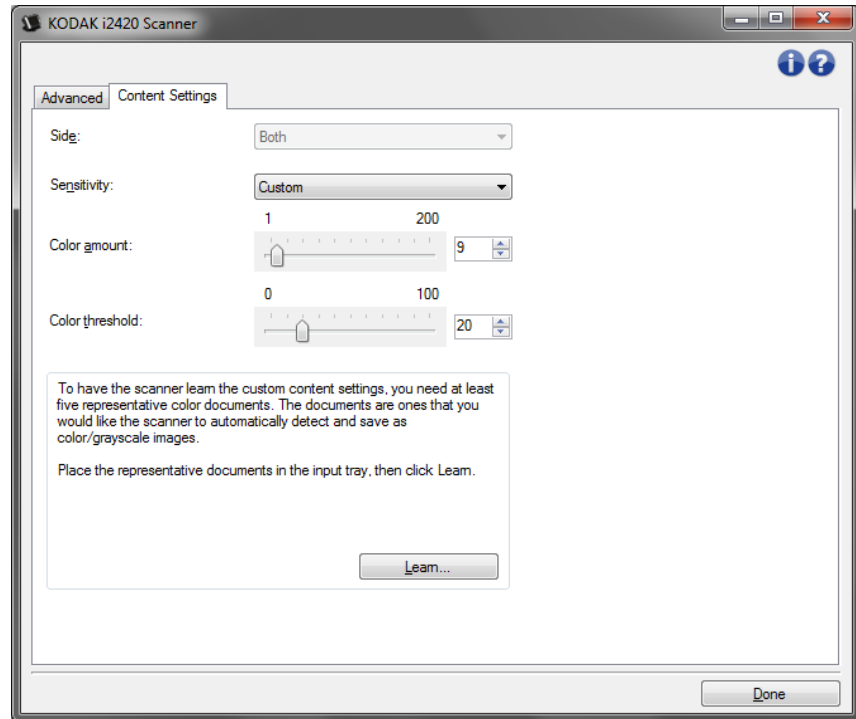 KODAK i2420 Scanner
Advanced Content Settings
Side: Both
Sensitivity: Custom
1 200
Color amount: 9
0 100
Color threshold: 20
To have the scanner learn the custom content settings, you need at least
five representative color documents. The documents are ones that you
would like the scanner to automatically detect and save as
color/grayscale images.
Place the representative documents in the input tray, then click Learn.
Learn...
Done